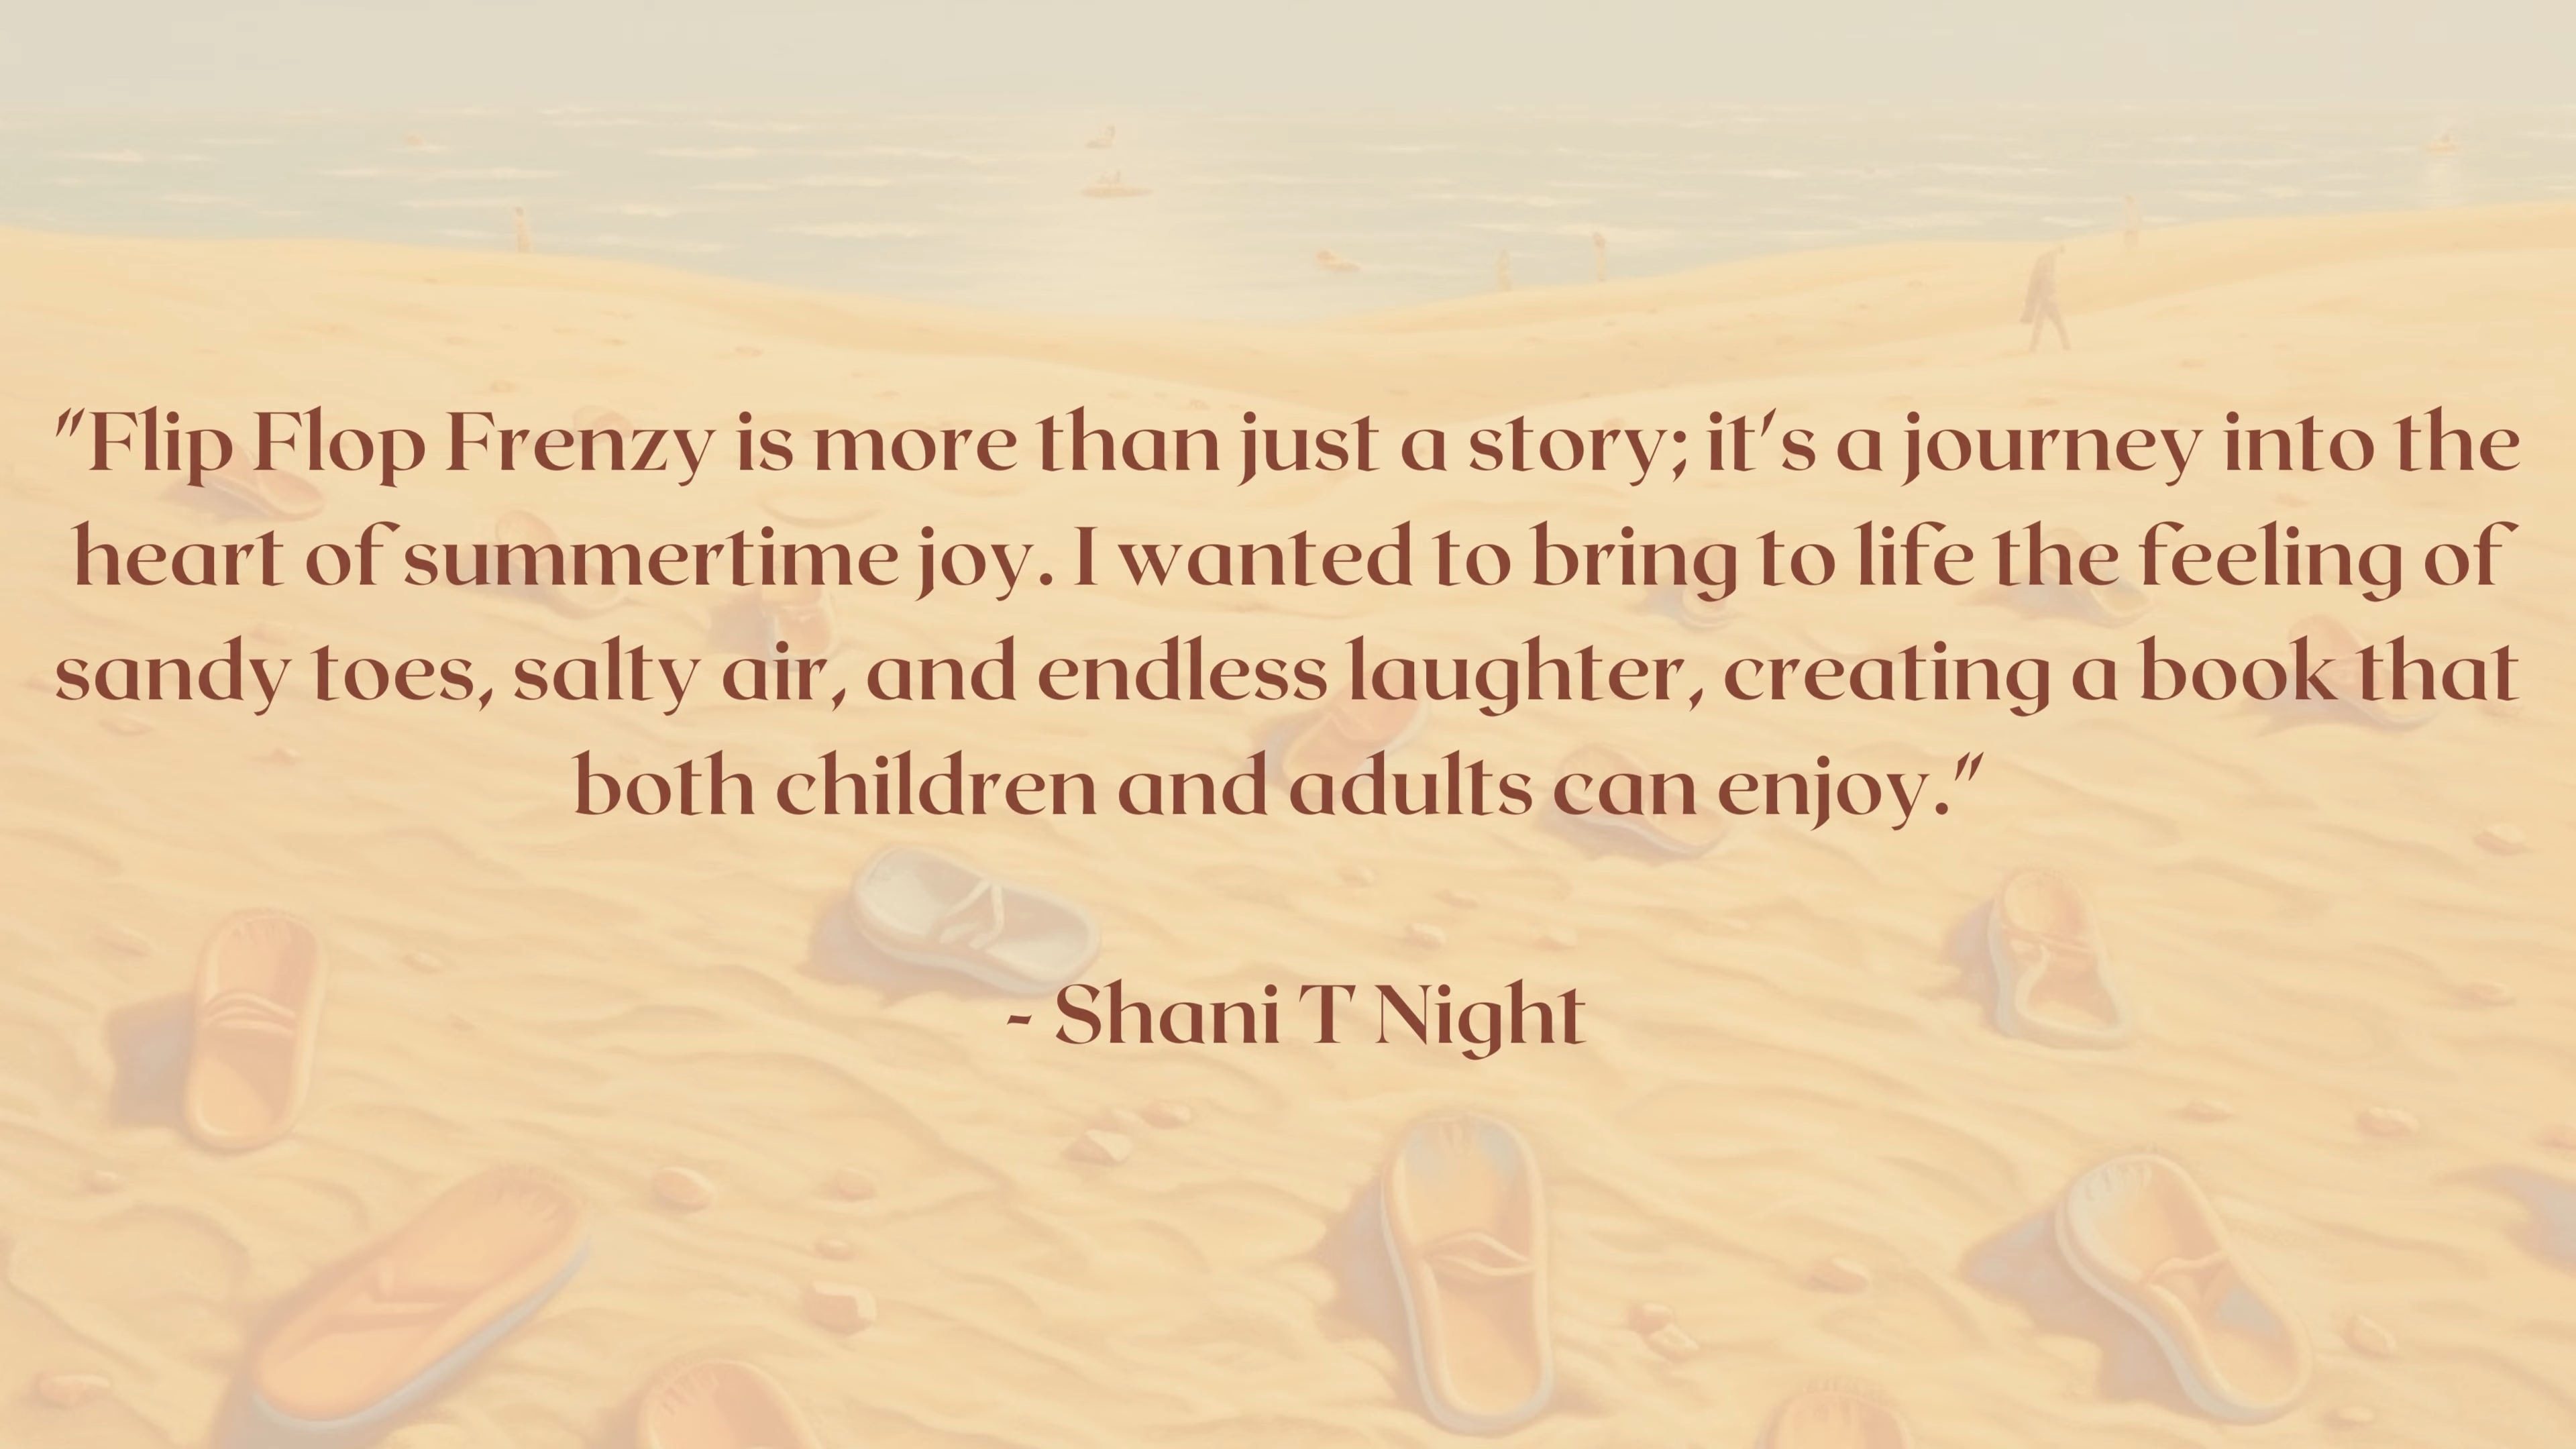 "Flip Flop Frenzy is more than just a story; it's a journey into the
heart of summertime joy. I wanted to bring to life the feeling of
sandy toes, salty air, and endless laughter, creating a book that
both children and adults can enjoy."
- Shani T Night